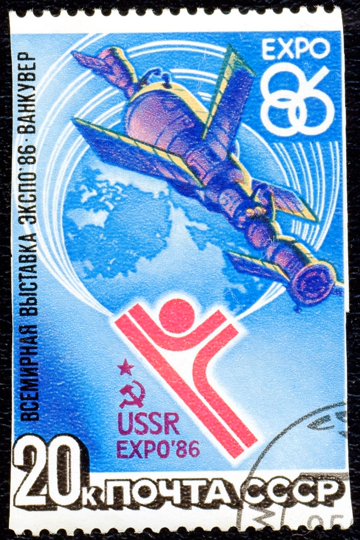 ВСЕМИРНАЯ ВЫСТАВКА ЭКСПО'86 · ВАНКУВЕР
EXPO
86
USSR
EXPO'86
20к ПОЧТА СССР